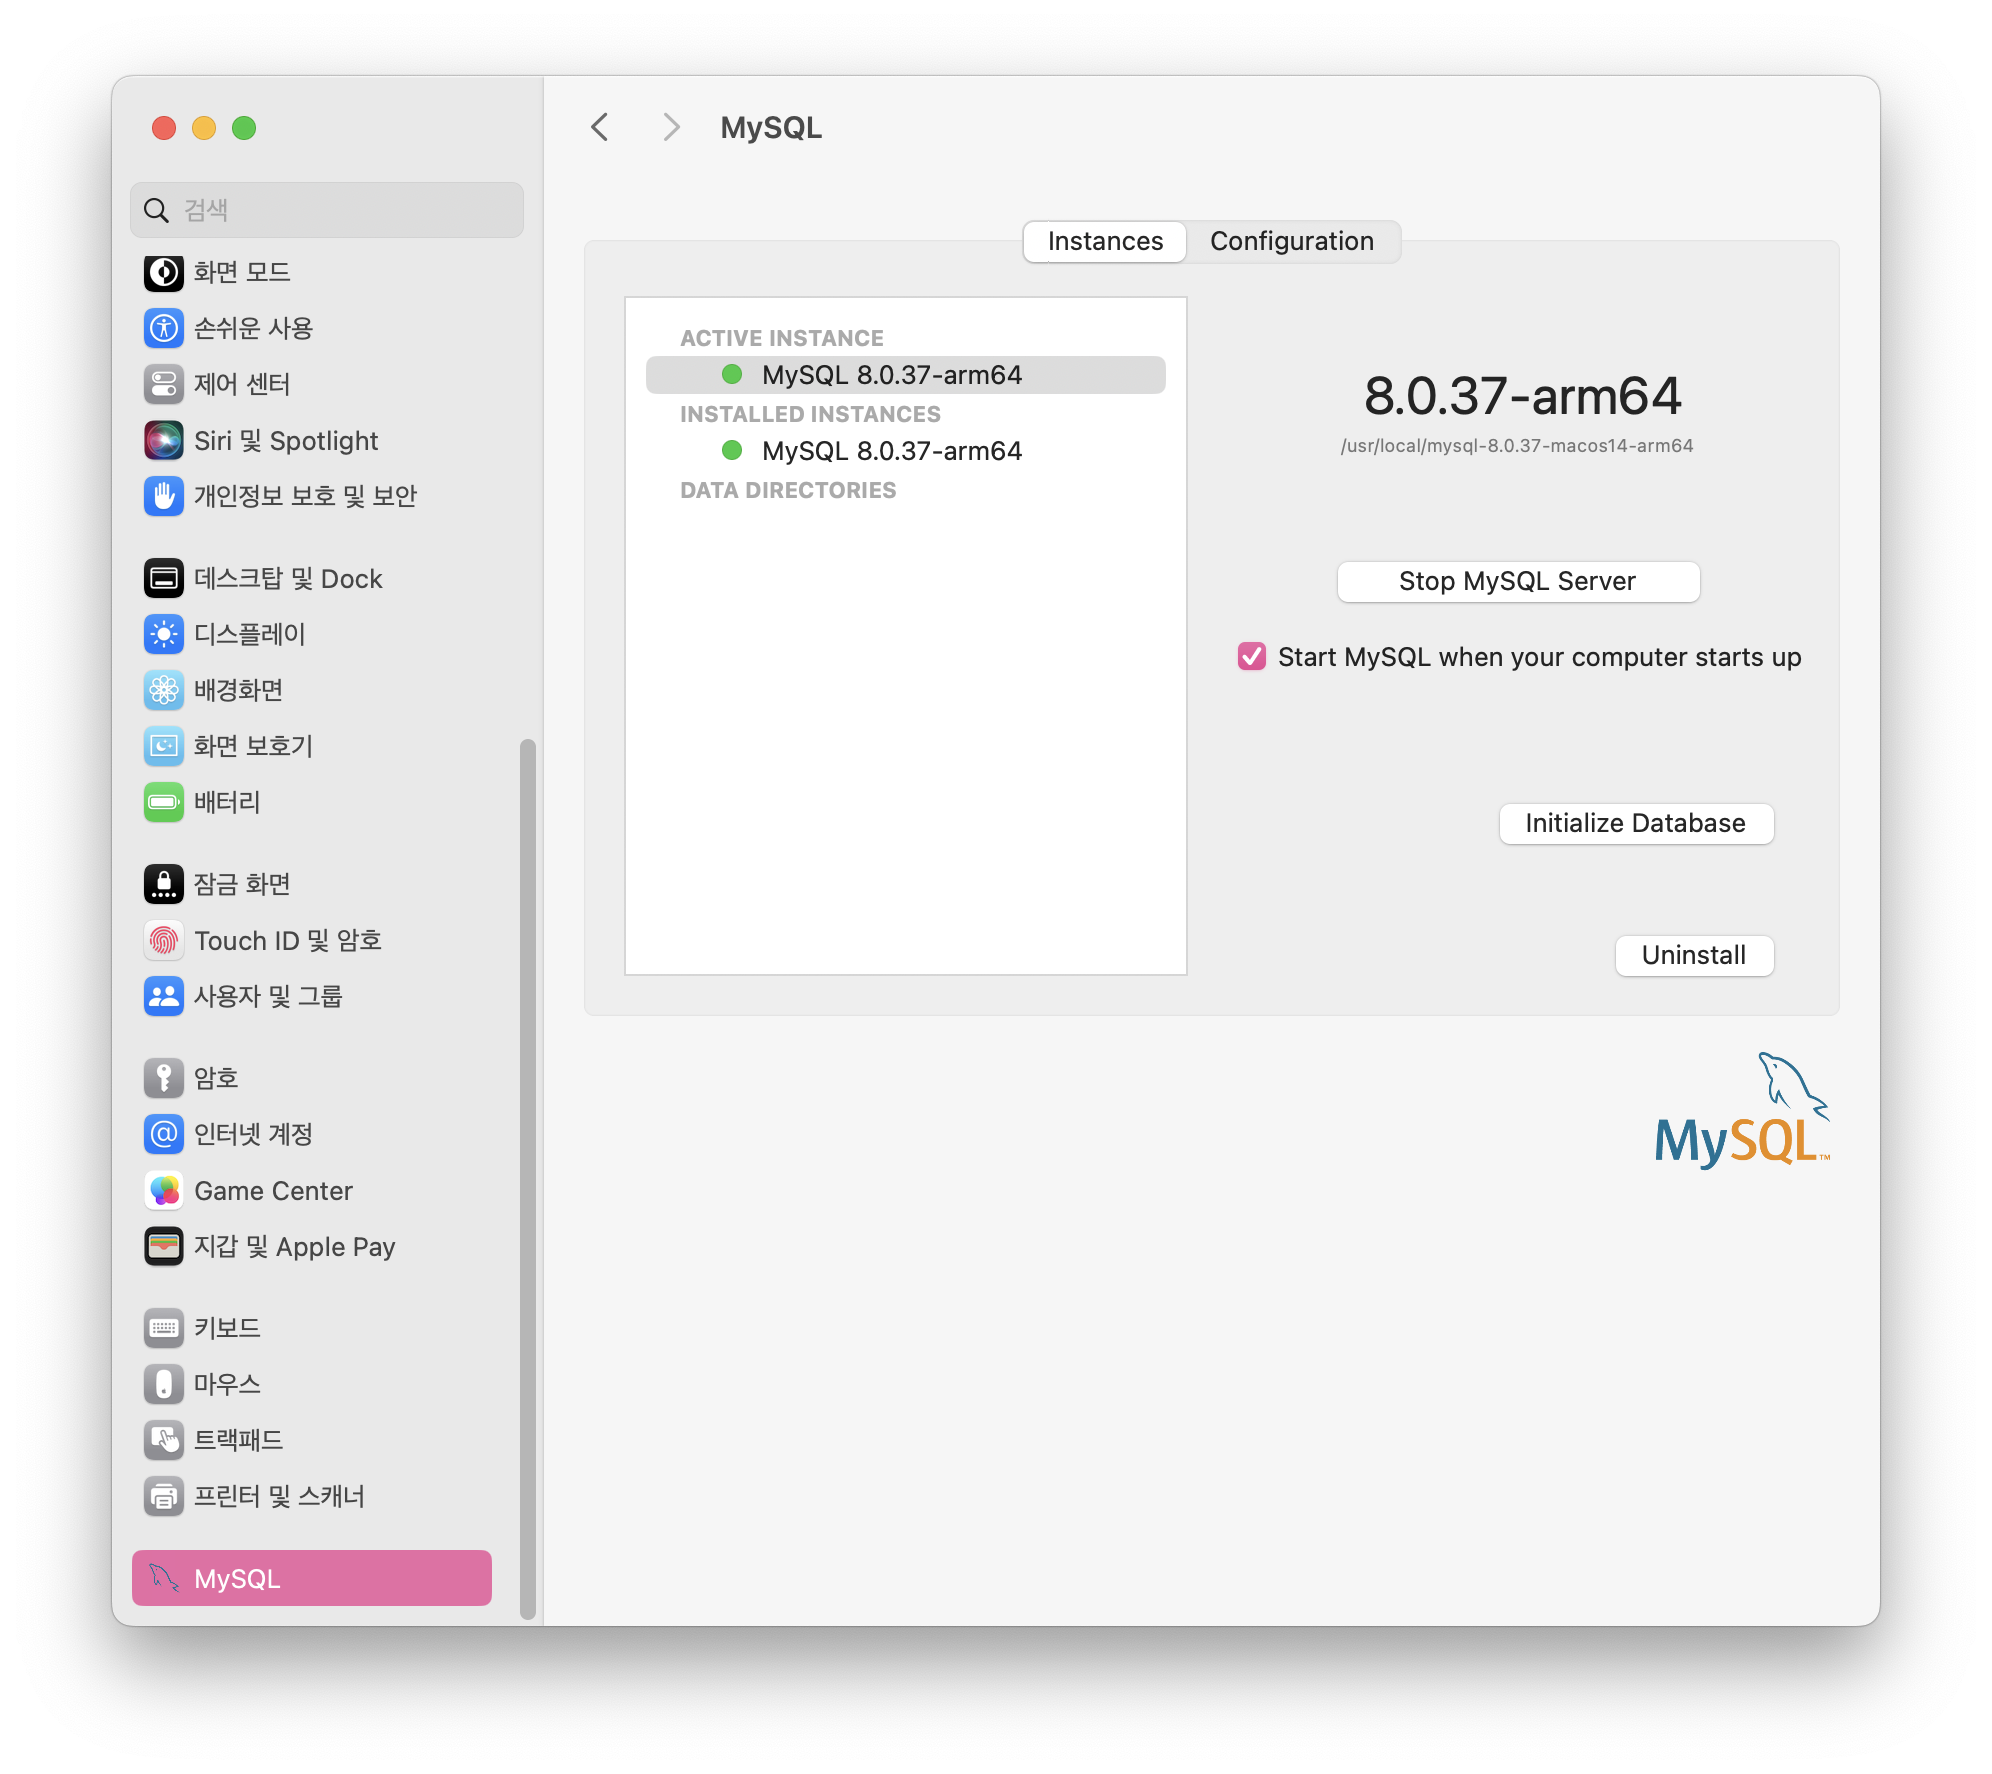 검색
화면 모드
손쉬운 사용
제어 센터
Siri 및 Spotlight
개인정보 보호 및 보안
데스크탑 및 Dock
디스플레이
배경화면
화면 보호기
배터리
잠금 화면
Touch ID 및 암호
사용자 및 그룹
암호
인터넷 계정
Game Center
지갑 및 Apple Pay
키보드
마우스
트랙패드
프린터 및 스캐너
MySQL
MySQL
Instances
Configuration
ACTIVE INSTANCE
MySQL 8.0.37-arm64
INSTALLED INSTANCES
MySQL 8.0.37-arm64
DATA DIRECTORIES
8.0.37-arm64
/usr/local/mysql-8.0.37-macos14-arm64
Stop MySQL Server
Start MySQL when your computer starts up
Initialize Database
Uninstall
MySQL™